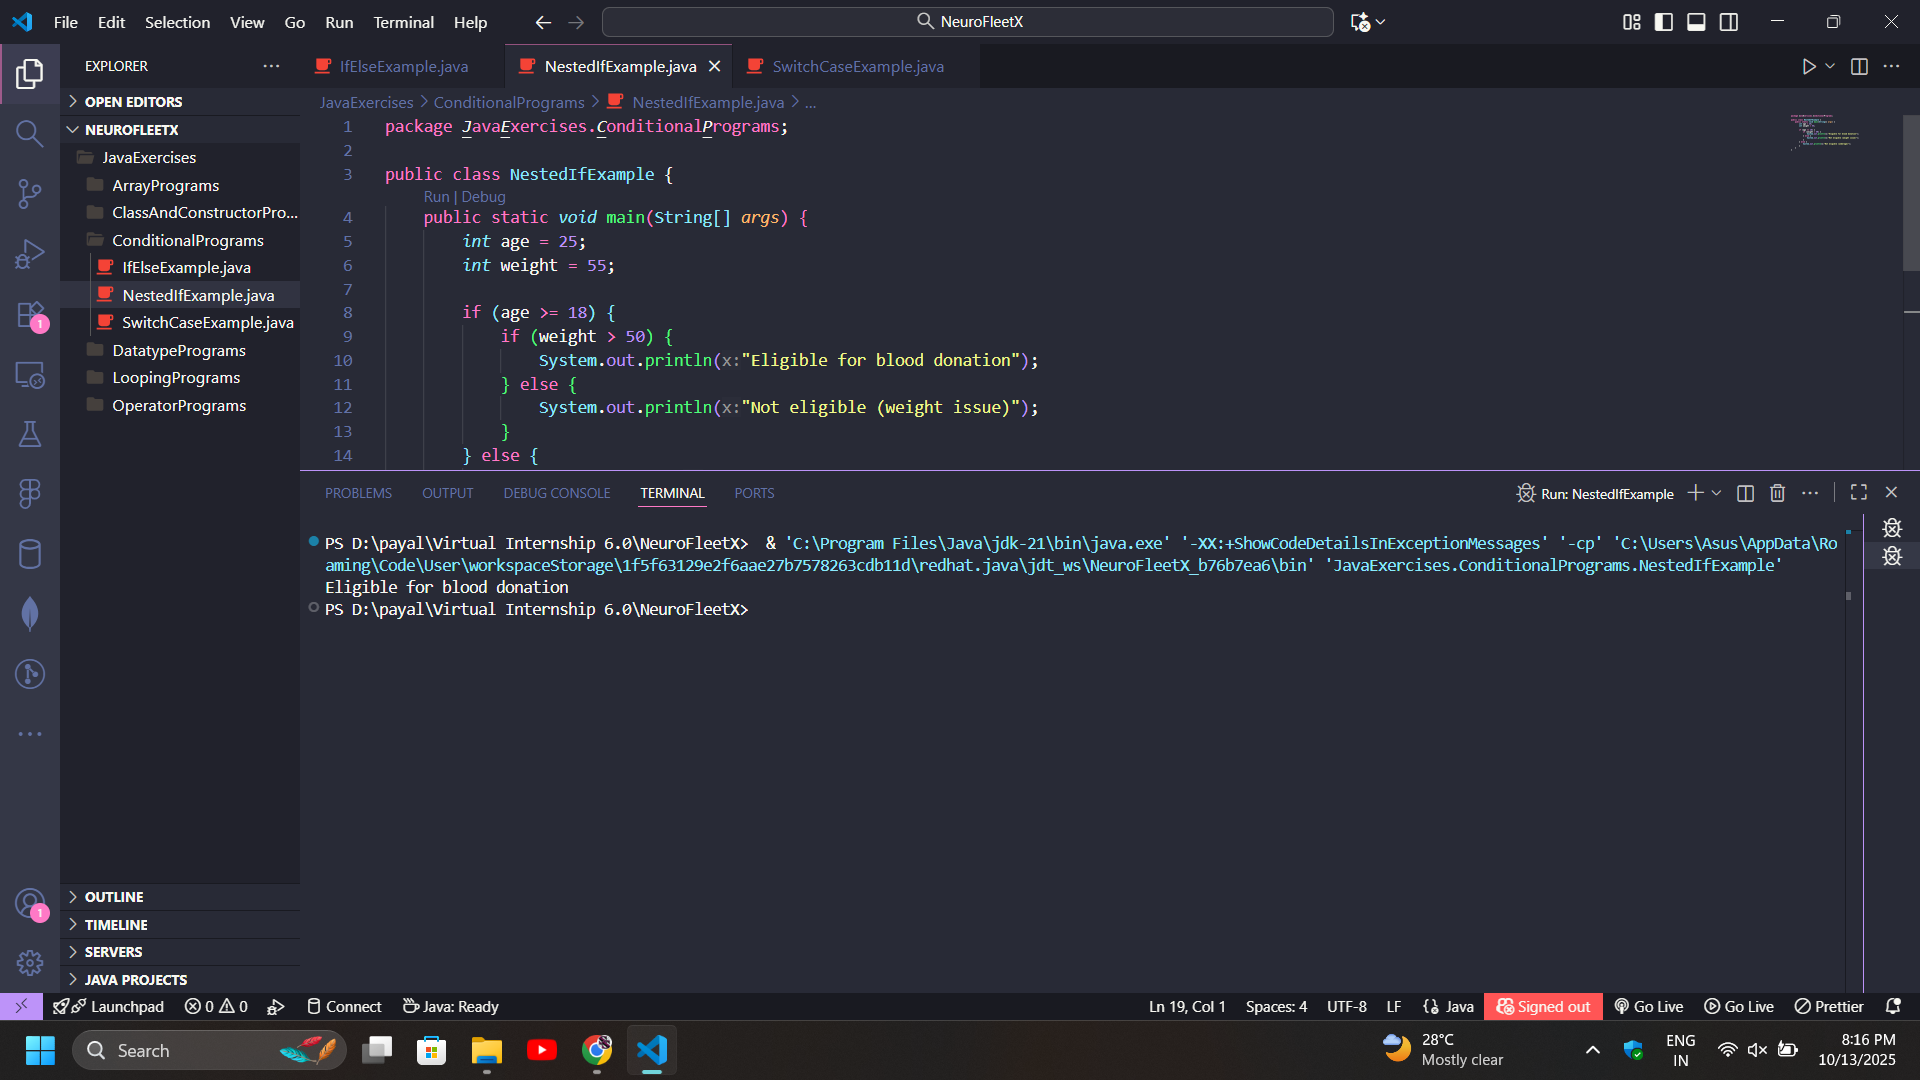 File Edit Selection View Go Run Terminal Help
NeuroFleetX
EXPLORER
OPEN EDITORS
NEUROFLEETX
JavaExercises
ArrayPrograms
ClassAndConstructorPro...
ConditionalPrograms
IfElseExample.java
NestedIfExample.java
SwitchCaseExample.java
DatatypePrograms
LoopingPrograms
OperatorPrograms
OUTLINE
TIMELINE
SERVERS
JAVA PROJECTS
1
1
IfElseExample.java NestedIfExample.java SwitchCaseExample.java
JavaExercises > ConditionalPrograms > NestedIfExample.java > ...
1 package JavaExercises.ConditionalPrograms;
2
3 public class NestedIfExample {
Run | Debug
4 public static void main(String[] args) {
5 int age = 25;
6 int weight = 55;
7
8 if (age >= 18) {
9 if (weight > 50) {
10 System.out.println(x:"Eligible for blood donation");
11 } else {
12 System.out.println(x:"Not eligible (weight issue)");
13 }
14 } else {
PROBLEMS OUTPUT DEBUG CONSOLE TERMINAL PORTS
Run: NestedIfExample
PS D:\payal\Virtual Internship 6.0\NeuroFleetX> & 'C:\Program Files\Java\jdk-21\bin\java.exe' '-XX:+ShowCodeDetailsInExceptionMessages' '-cp' 'C:\Users\Asus\AppData\Ro
aming\Code\User\workspaceStorage\1f5f63129e2f6aae27b7578263cdb11d\redhat.java\jdt_ws\NeuroFleetX_b76b7ea6\bin' 'JavaExercises.ConditionalPrograms.NestedIfExample'
Eligible for blood donation
PS D:\payal\Virtual Internship 6.0\NeuroFleetX>
Launchpad 0 0 Connect Java: Ready
Ln 19, Col 1 Spaces: 4 UTF-8 LF {} Java Signed out Go Live Go Live Prettier
Search
28°C
Mostly clear
ENG
IN
8:16 PM
10/13/2025